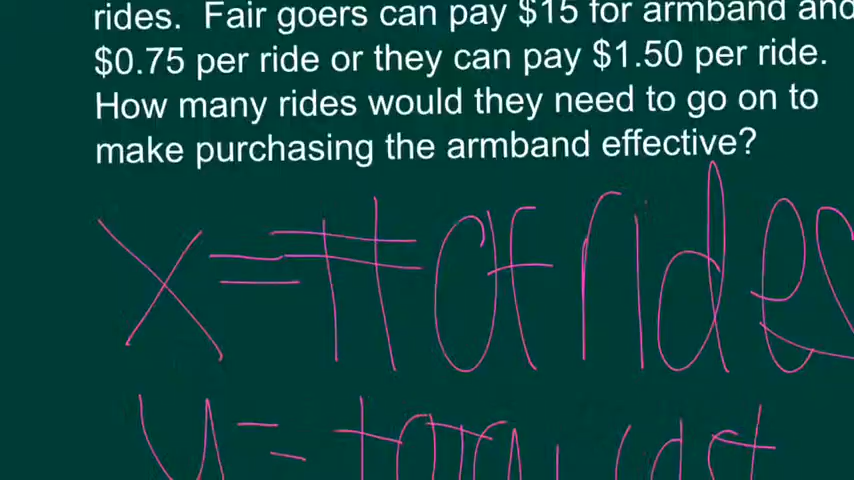 rides. Fair goers can pay $15 for armband and
$0.75 per ride or they can pay $1.50 per ride.
How many rides would they need to go on to
make purchasing the armband effective?
x = # of rides
y = total cost